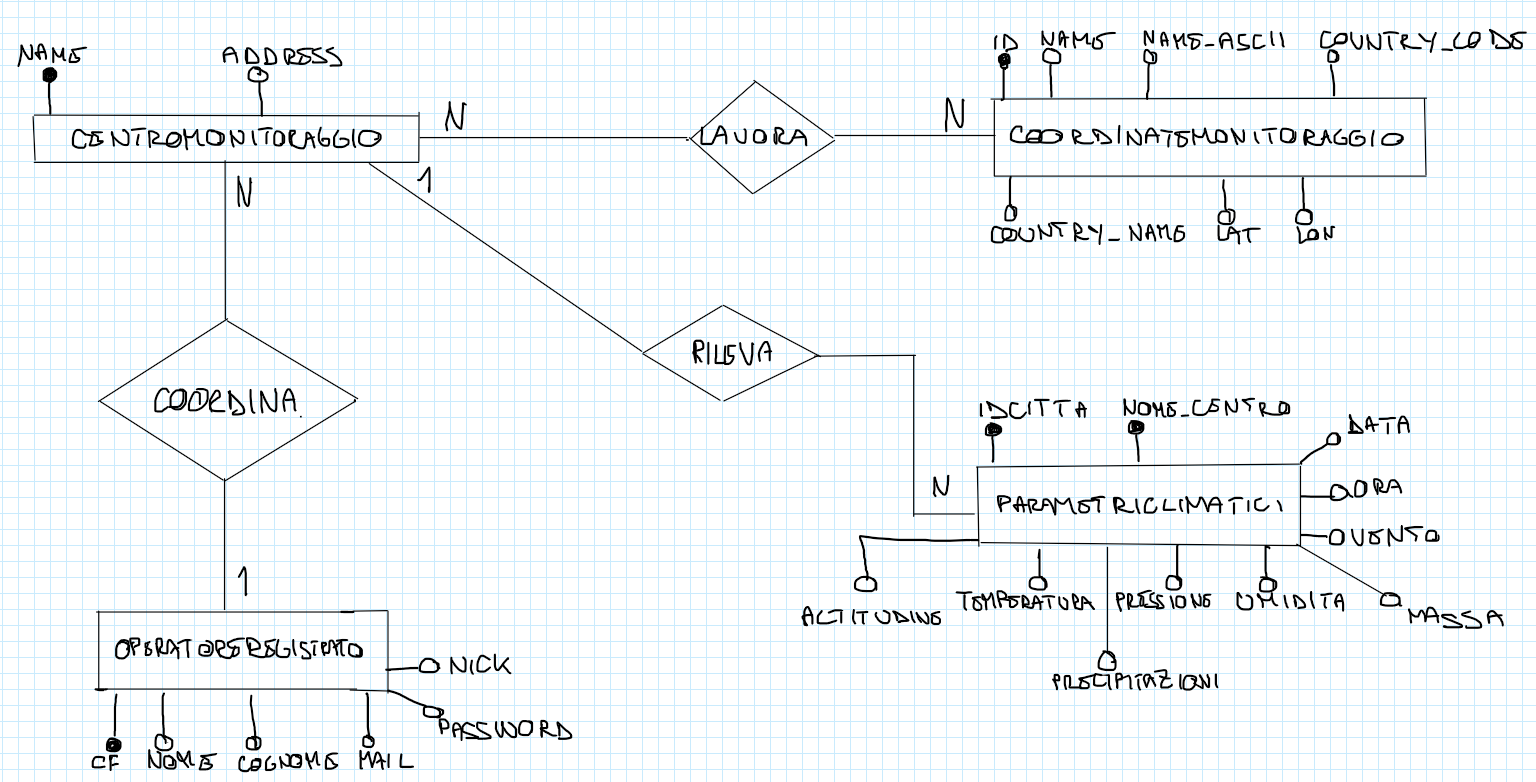 NAME
ADDRESS
ID
NAME
NAME_ASCII
COUNTRY_CODE
CENTROMONITORAGGIO
N
LAVORA
N
COORDINATEMONITORAGGIO
N
1
COUNTRY_NAME
LAT
LON
RILEVA
COORDINA
IDCITTA
NOME_CENTRO
DATA
N
PARAMETRICLIMATICI
ORA
VENTO
1
ALTITUDINE
TEMPERATURA
PRESSIONE
UMIDITA
MASSA
OPERATOREREGISTRATO
NICK
PRECIPITAZIONI
PASSWORD
CF
NOME
COGNOME
MAIL